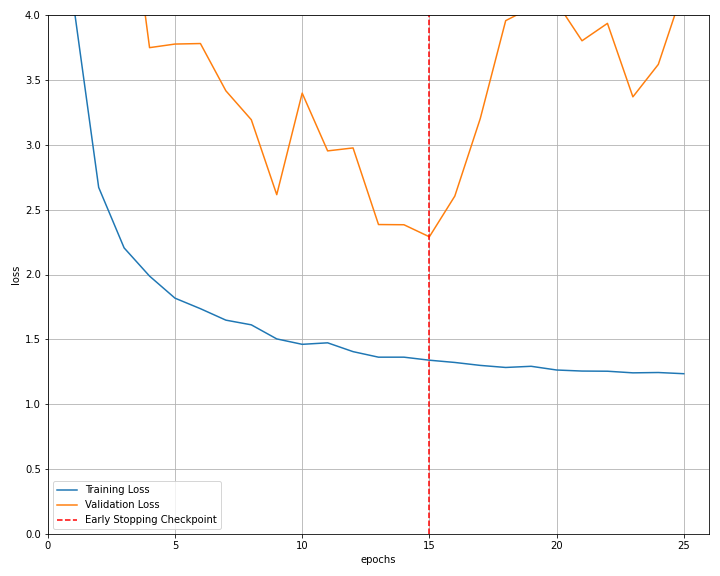 4.0
3.5
3.0
2.5
2.0
1.5
1.0
0.5
0.0
loss
Training Loss
Validation Loss
Early Stopping Checkpoint
0 5 10 15 20 25
epochs